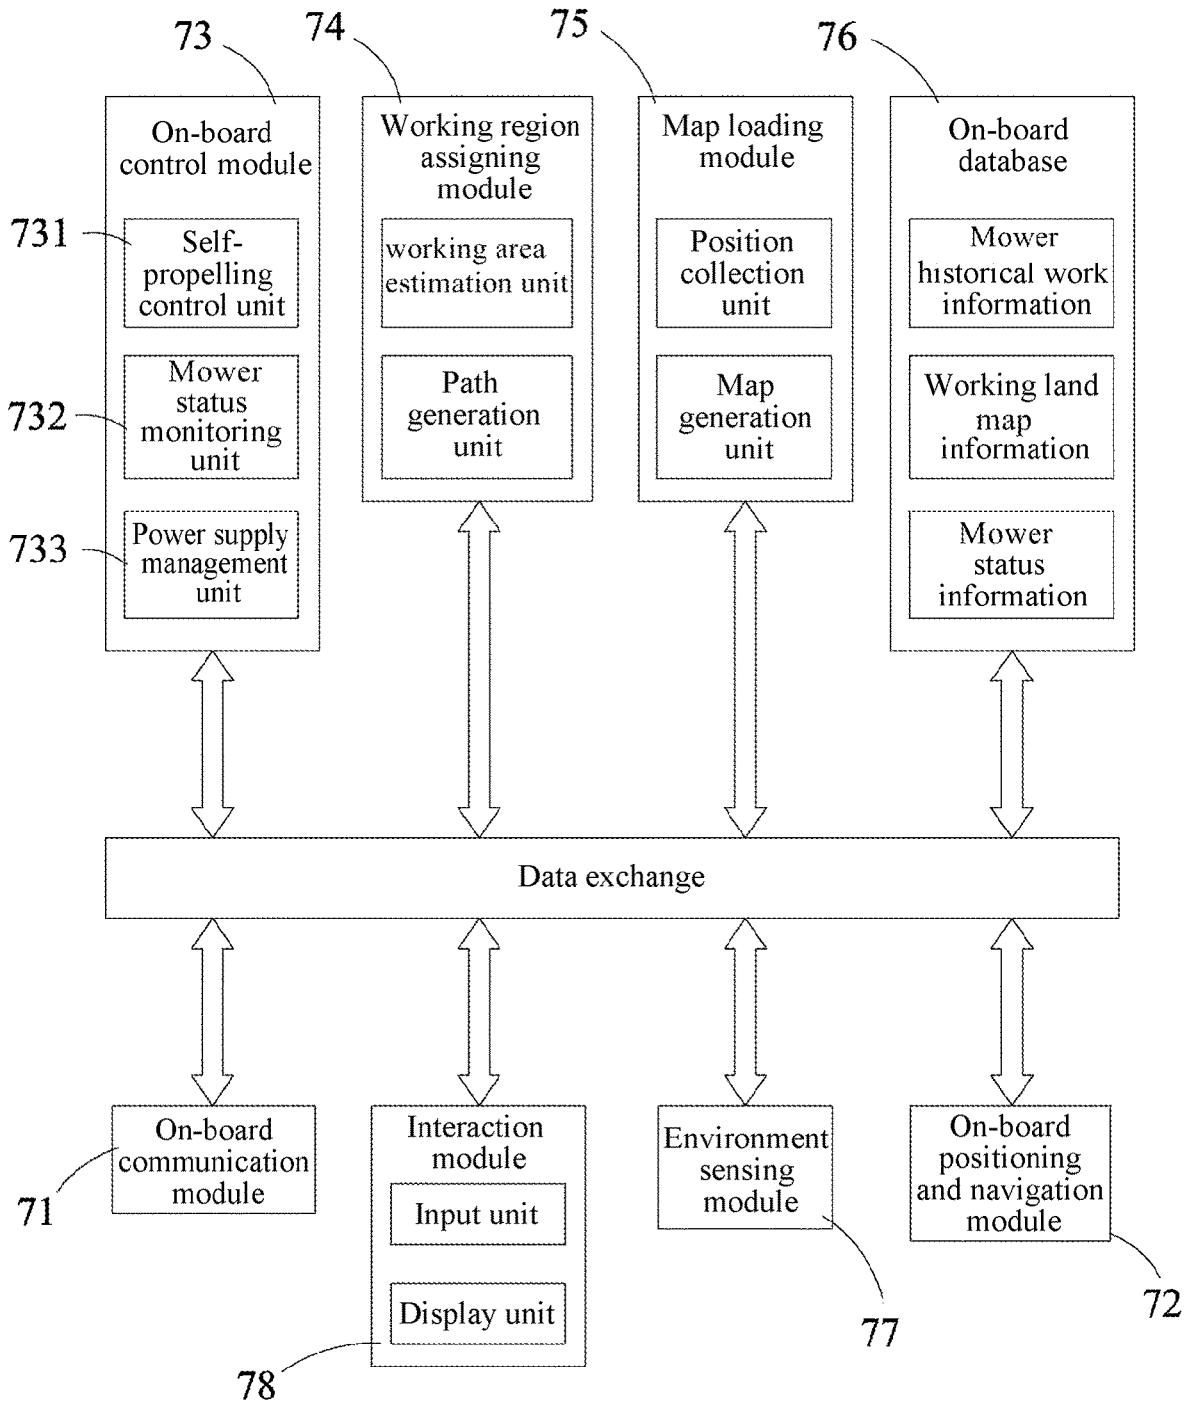 73
74
75
76
On-board
control module
731
Self-
propelling
control unit
732
Mower
status
monitoring
unit
733
Power supply
management
unit
Working region
assigning
module
working area
estimation unit
Path
generation
unit
Map loading
module
Position
collection
unit
Map
generation
unit
On-board
database
Mower
historical work
information
Working land
map
information
Mower
status
information
Data exchange
On-board
communication
module
71
Interaction
module
Input unit
Display unit
78
Environment
sensing
module
77
On-board
positioning
and navigation
module
72